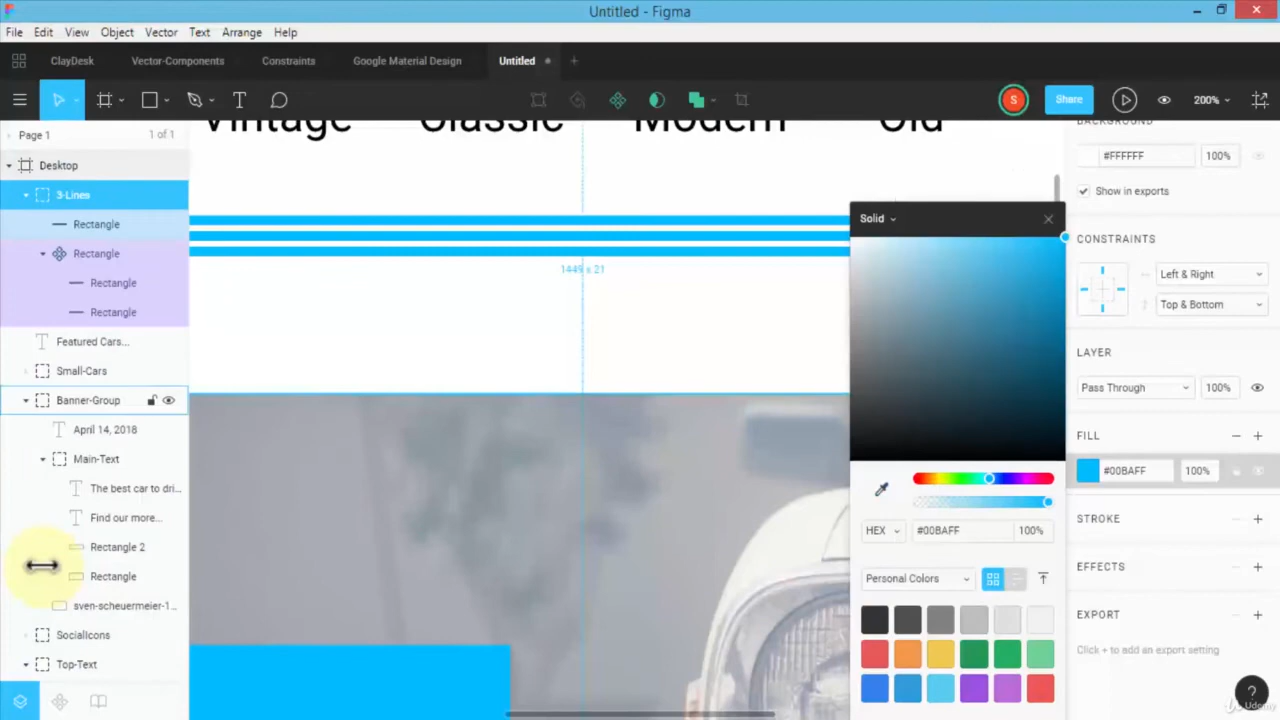 Untitled - Figma
File Edit View Object Vector Text Arrange Help
ClayDesk Vector-Components Constraints Google Material Design Untitled
S Share 200%
Page 1 1 of 1
Desktop
3-Lines
Rectangle
Rectangle
Rectangle
Rectangle
Featured Cars...
Small-Cars
Banner-Group
April 14, 2018
Main-Text
The best car to dri...
Find our more...
Rectangle 2
Rectangle
sven-scheuermeier-1...
SocialIcons
Top-Text
Vintage Classic Modern Old
1449 x 21
Solid
HEX #00BAFF 100%
Personal Colors
BACKGROUND
#FFFFFF 100%
Show in exports
CONSTRAINTS
Left & Right
Top & Bottom
LAYER
Pass Through 100%
FILL
#00BAFF 100%
STROKE
EFFECTS
EXPORT
Click + to add an export setting
?
Udemy